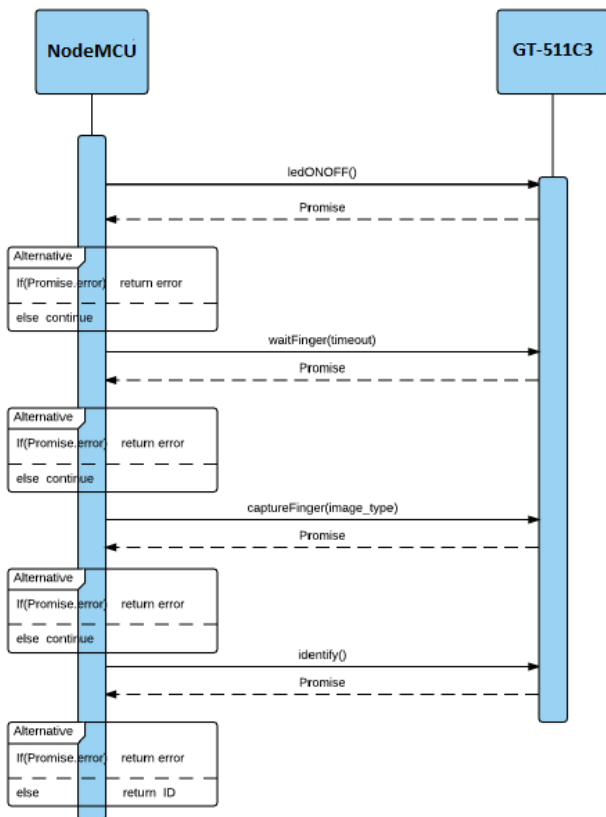 NodeMCU
GT-511C3
ledONOFF()
Promise
Alternative
If(Promise.error) return error
else continue
waitFinger(timeout)
Promise
Alternative
If(Promise.error) return error
else continue
captureFinger(image_type)
Promise
Alternative
If(Promise.error) return error
else continue
identify()
Promise
Alternative
If(Promise.error) return error
else return ID